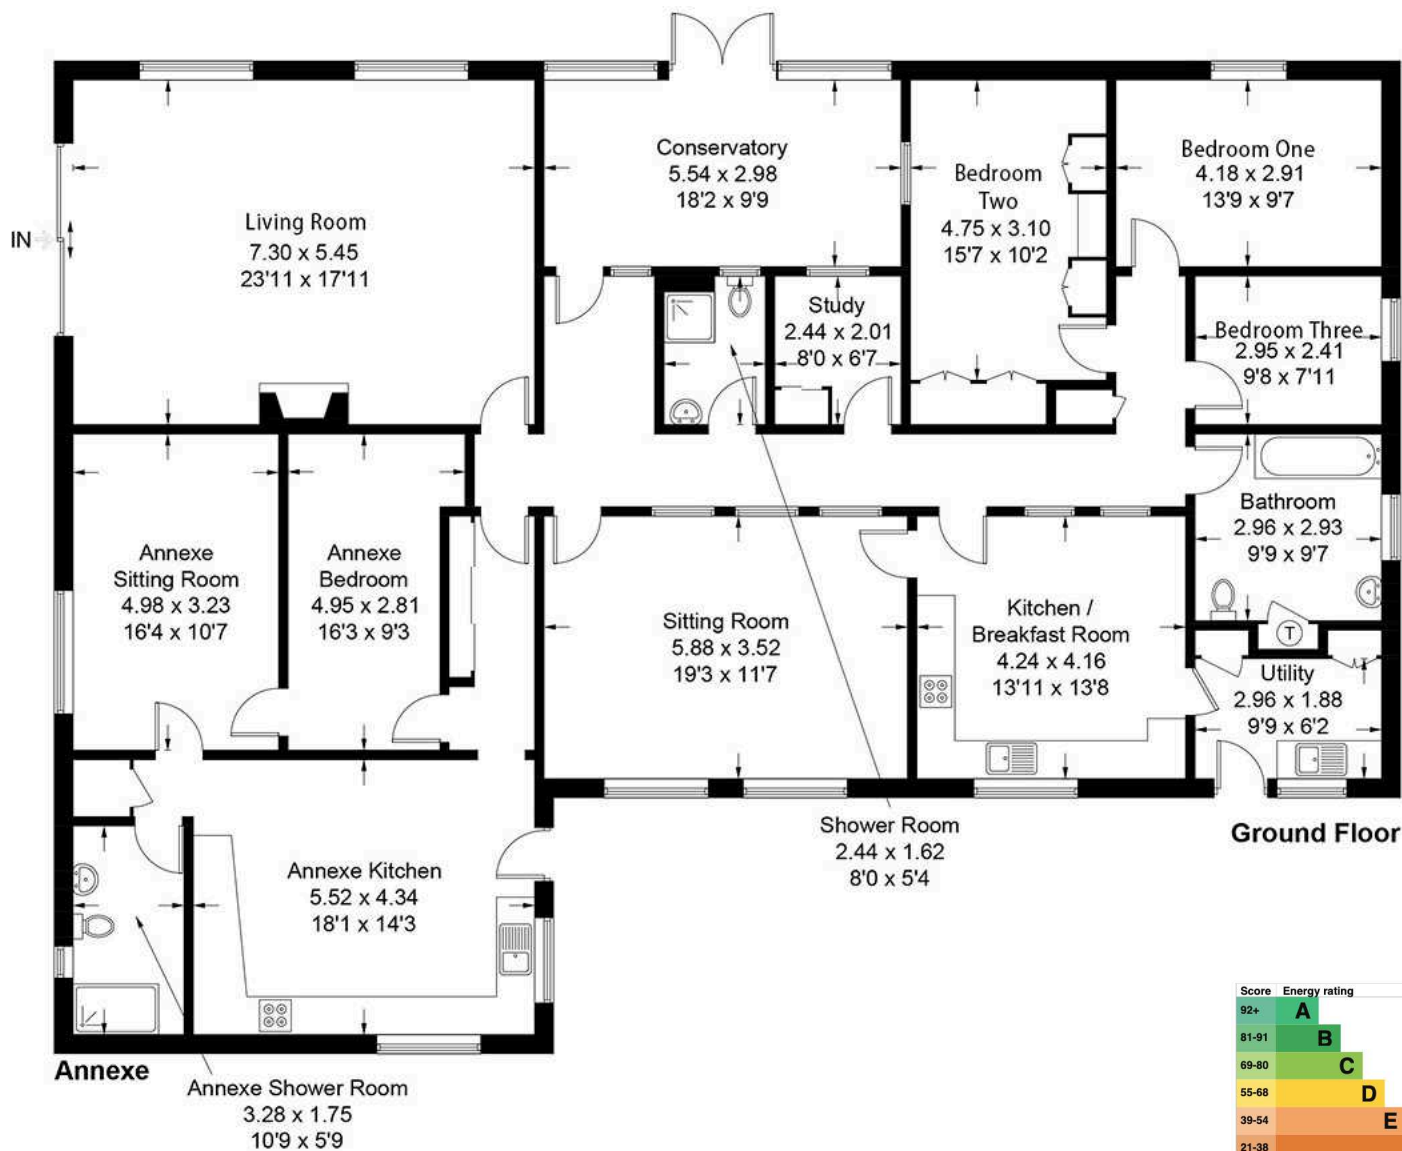 IN
Living Room
7.30 x 5.45
23'11 x 17'11
Conservatory
5.54 x 2.98
18'2 x 9'9
Bedroom
Two
4.75 x 3.10
15'7 x 10'2
Bedroom One
4.18 x 2.91
13'9 x 9'7
Study
2.44 x 2.01
8'0 x 6'7
Bedroom Three
2.95 x 2.41
9'8 x 7'11
Annexe
Sitting Room
4.98 x 3.23
16'4 x 10'7
Annexe
Bedroom
4.95 x 2.81
16'3 x 9'3
Sitting Room
5.88 x 3.52
19'3 x 11'7
Kitchen /
Breakfast Room
4.24 x 4.16
13'11 x 13'8
Bathroom
2.96 x 2.93
9'9 x 9'7
T
Utility
2.96 x 1.88
9'9 x 6'2
Shower Room
2.44 x 1.62
8'0 x 5'4
Ground Floor
Annexe Kitchen
5.52 x 4.34
18'1 x 14'3
Annexe
Annexe Shower Room
3.28 x 1.75
10'9 x 5'9
Score Energy rating
92+ A
81-91 B
69-80 C
55-68 D
39-54 E
21-38